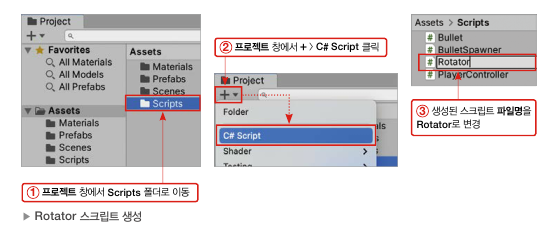 Project
Favorites
All Materials
All Models
All Prefabs
Assets
Materials
Prefabs
Scenes
Scripts
Assets
Materials
Prefabs
Scenes
Scripts
① 프로젝트 창에서 Scripts 폴더로 이동
② 프로젝트 창에서 + > C# Script 클릭
Project
Folder
C# Script
Shader
Testing
Assets > Scripts
Bullet
BulletSpawner
Rotator
PlayerController
③ 생성된 스크립트 파일명을
Rotator로 변경
▶ Rotator 스크립트 생성